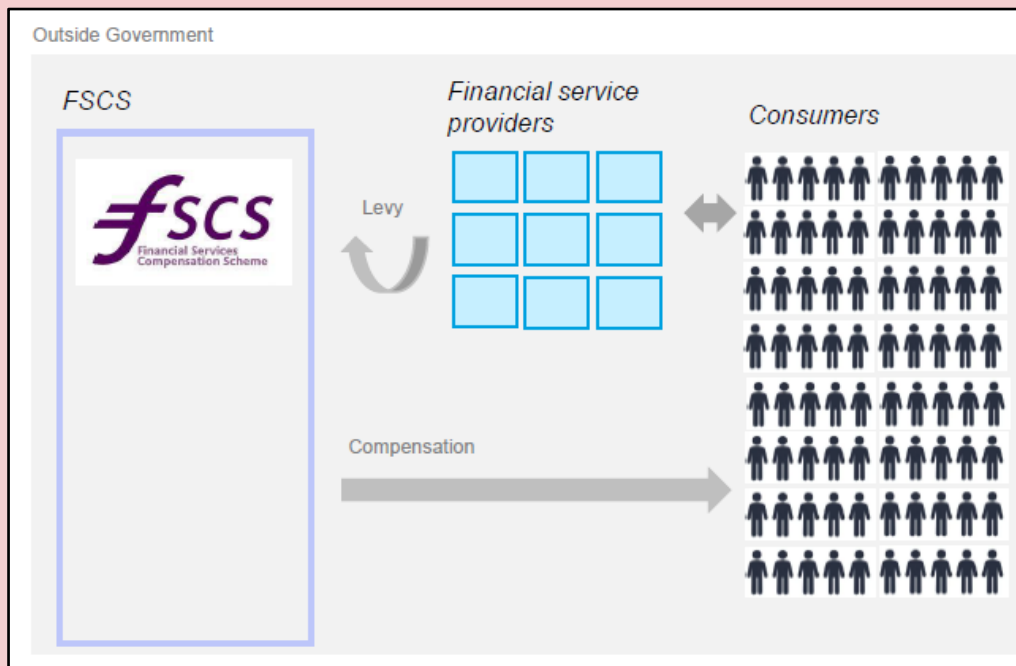 Outside Government
FSCS
Financial service
providers
Consumers
fscs
Financial Services
Compensation Scheme
Levy
Compensation